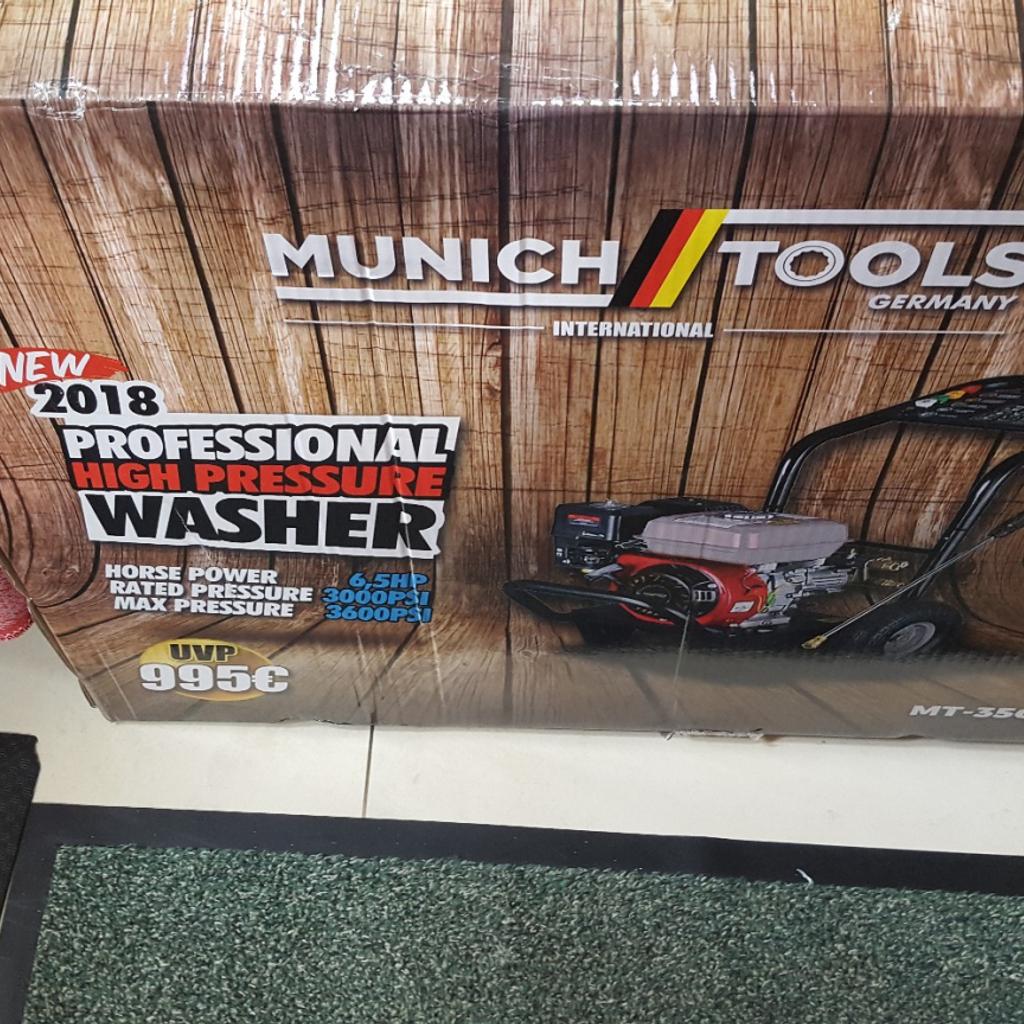 MUNICH TOOLS
GERMANY
INTERNATIONAL
NEW
2018
PROFESSIONAL
HIGH PRESSURE
WASHER
HORSE POWER 6,5HP
RATED PRESSURE 3000PSI
MAX PRESSURE 3600PSI
UVP
995€